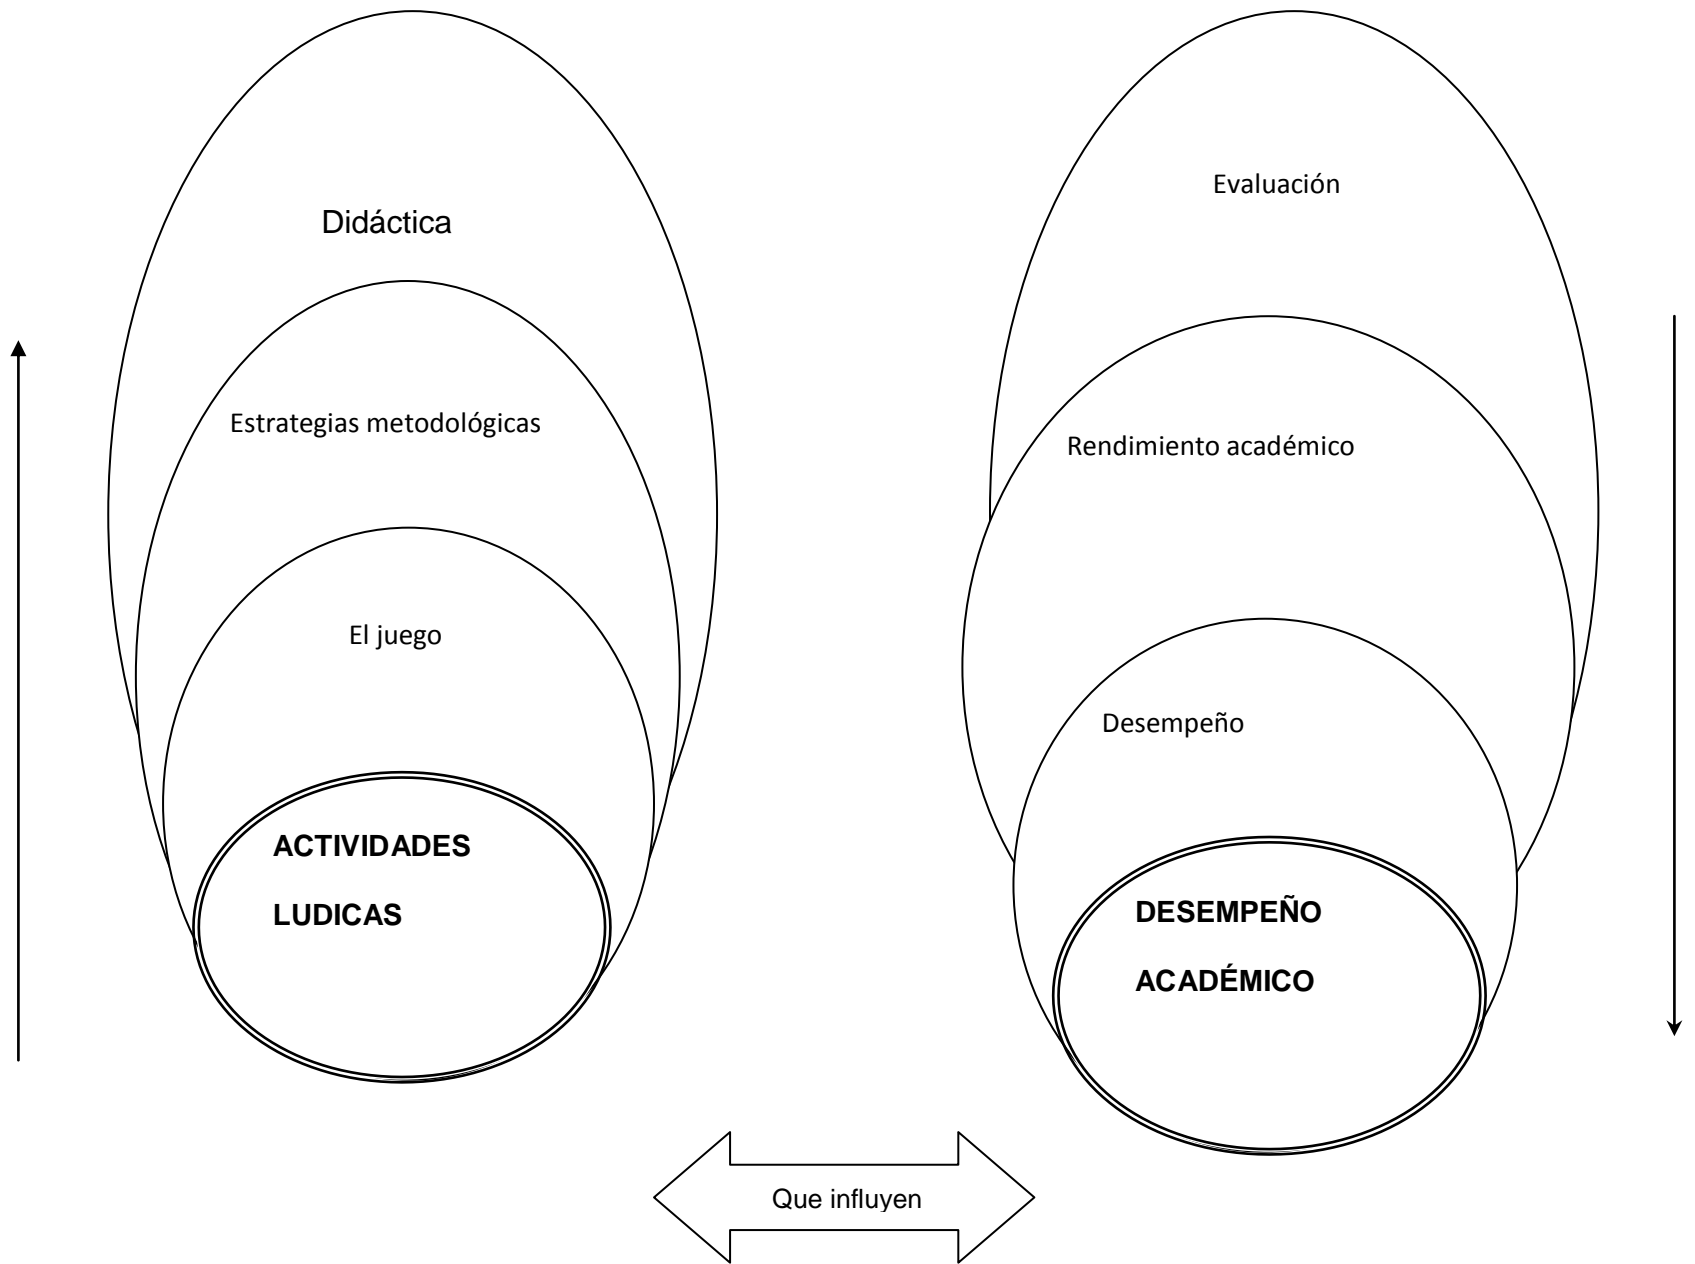 Didáctica
Estrategias metodológicas
El juego
ACTIVIDADES
LUDICAS
Evaluación
Rendimiento académico
Desempeño
DESEMPEÑO
ACADÉMICO
Que influyen